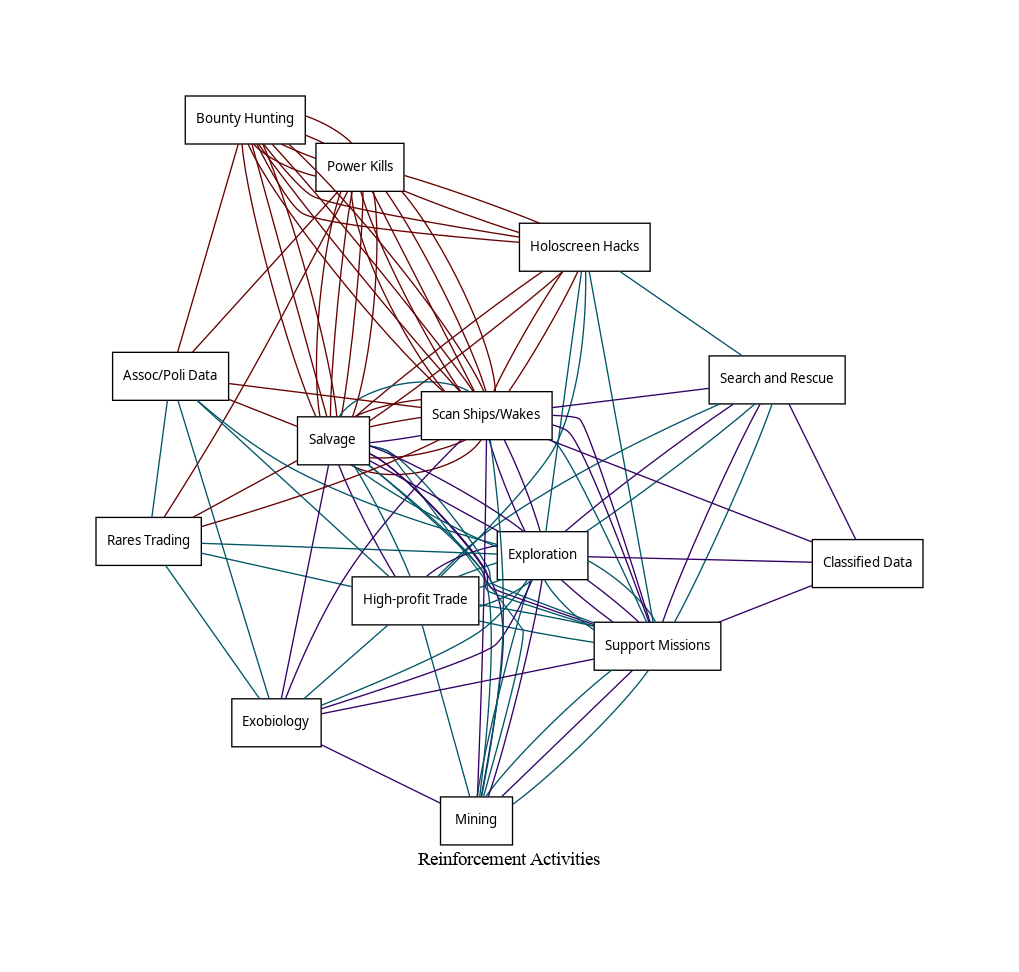 Bounty Hunting
Power Kills
Holoscreen Hacks
Assoc/Poli Data
Search and Rescue
Scan Ships/Wakes
Salvage
Rares Trading
Exploration
Classified Data
High-profit Trade
Support Missions
Exobiology
Mining
Reinforcement Activities